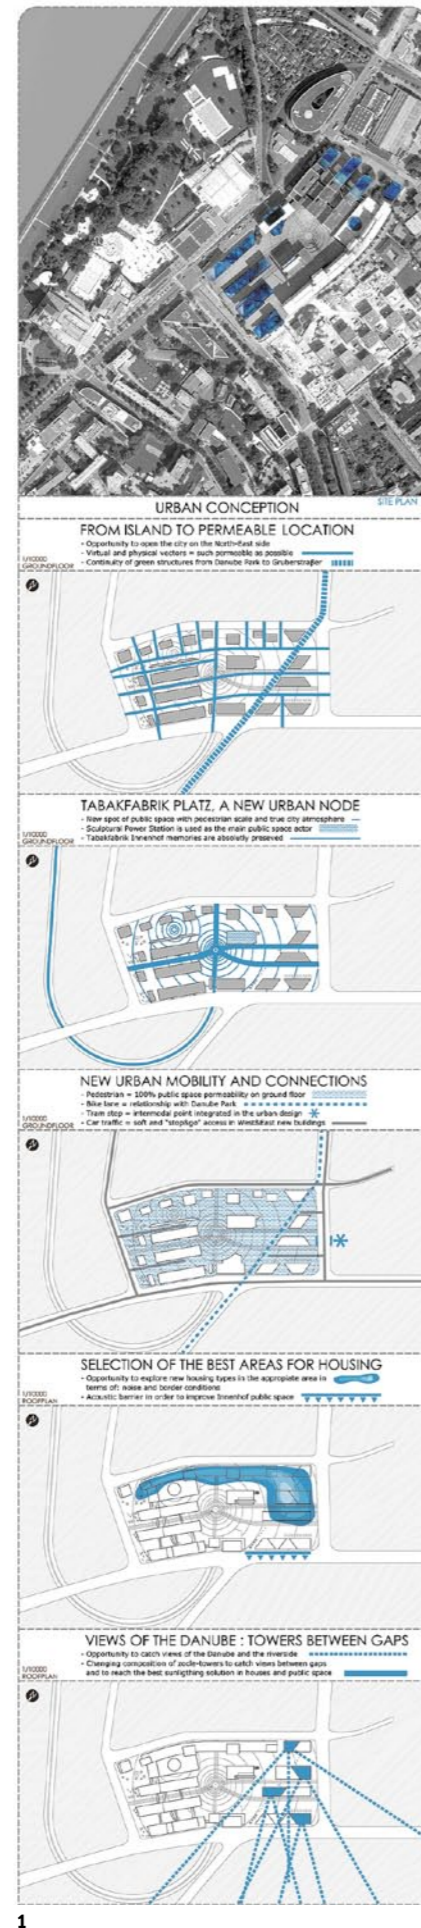 SITE PLAN
URBAN CONCEPTION
FROM ISLAND TO PERMEABLE LOCATION
- Opportunity to open the city on the North-East side
- Virtual and physical vectors = such permeable as possible
- Continuity of green structures from Danube Park to Gruberstraßer
1/10000
GROUNDFLOOR
TABAKFABRIK PLATZ, A NEW URBAN NODE
- New spot of public space with pedestrian scale and true city atmosphere
- Sculptural Power Station is used as the main public space actor
- Tabakfabrik Innenhof memories are absolutly preseved
1/10000
GROUNDFLOOR
NEW URBAN MOBILITY AND CONNECTIONS
- Pedestrian = 100% public space permeability on ground floor
- Bike lane = relationship with Danube Park
- Tram stop = intermodal point integrated in the urban design
- Car traffic = soft and "stop&go" access in West&East new buildings
1/10000
GROUNDFLOOR
SELECTION OF THE BEST AREAS FOR HOUSING
- Opportunity to explore new housing types in the appropiate area in
terms of: noise and border conditions
- Acoustic barrier in order to improve Innenhof public space
1/10000
ROOFPLAN
VIEWS OF THE DANUBE : TOWERS BETWEEN GAPS
- Opportunity to catch views of the Danube and the riverside
- Changing composition of zocle-towers to catch views between gaps
and to reach the best sunligthing solution in houses and public space
1/10000
ROOFPLAN
1